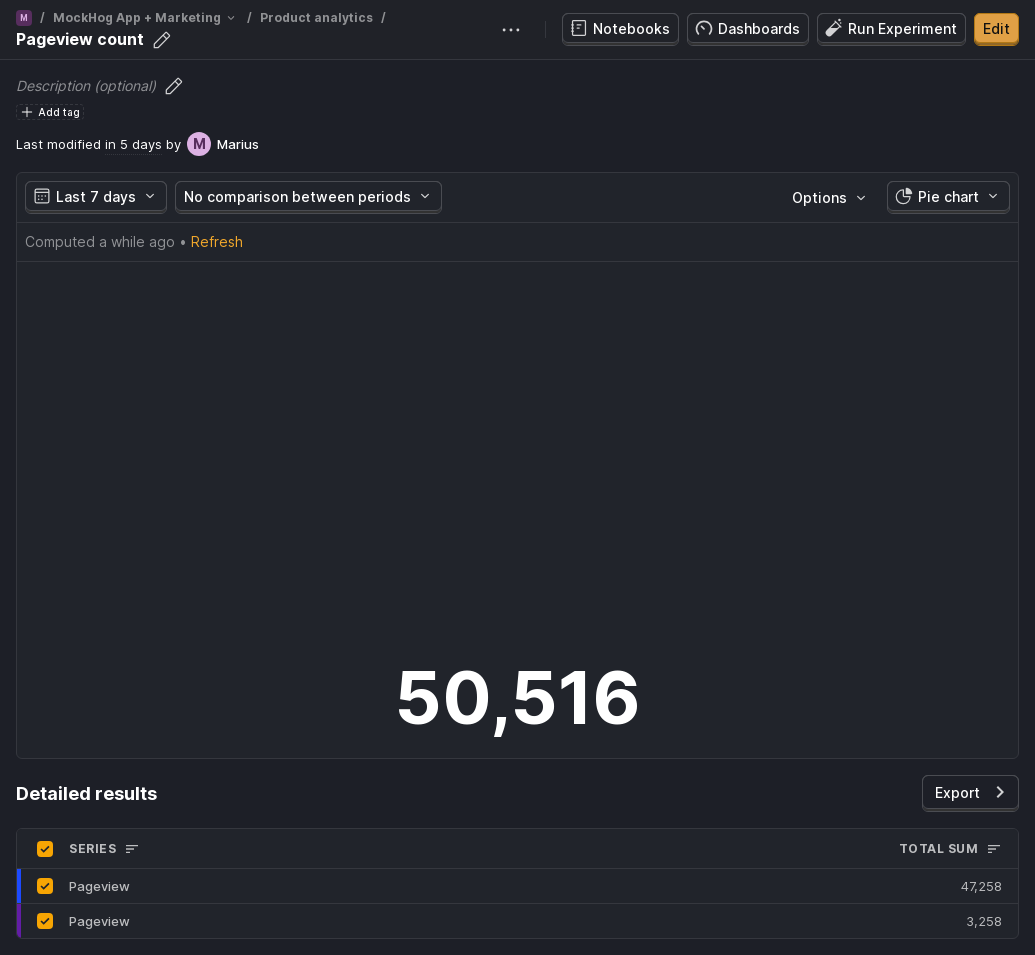 M / MockHog App + Marketing / Product analytics /
Pageview count
Notebooks Dashboards Run Experiment Edit
Description (optional)
Add tag
Last modified in 5 days by M Marius
Last 7 days No comparison between periods Options Pie chart
Computed a while ago • Refresh
50,516
Detailed results Export
SERIES TOTAL SUM
Pageview 47,258
Pageview 3,258